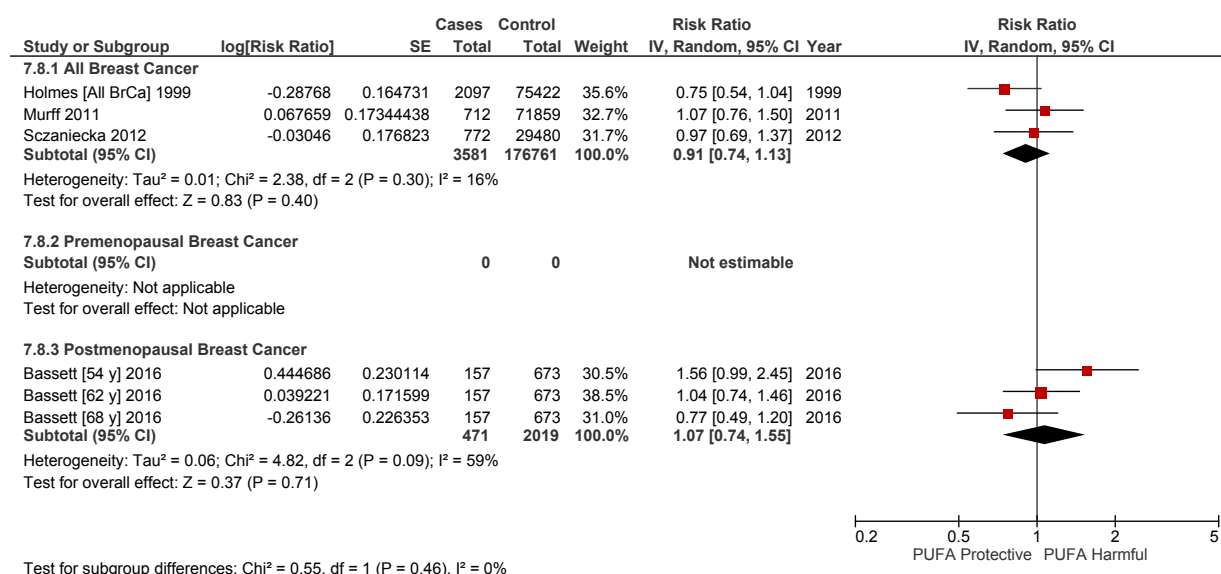 Cases Control Risk Ratio Risk Ratio
Study or Subgroup log[Risk Ratio] SE Total Total Weight IV, Random, 95% CI Year IV, Random, 95% CI
7.8.1 All Breast Cancer
Holmes [All BrCa] 1999 -0.28768 0.164731 2097 75422 35.6% 0.75 [0.54, 1.04] 1999
Murff 2011 0.067659 0.17344438 712 71859 32.7% 1.07 [0.76, 1.50] 2011
Sczaniecka 2012 -0.03046 0.176823 772 29480 31.7% 0.97 [0.69, 1.37] 2012
Subtotal (95% CI) 3581 176761 100.0% 0.91 [0.74, 1.13]
Heterogeneity: Tau² = 0.01; Chi² = 2.38, df = 2 (P = 0.30); I² = 16%
Test for overall effect: Z = 0.83 (P = 0.40)
7.8.2 Premenopausal Breast Cancer
Subtotal (95% CI) 0 0 Not estimable
Heterogeneity: Not applicable
Test for overall effect: Not applicable
7.8.3 Postmenopausal Breast Cancer
Bassett [54 y] 2016 0.444686 0.230114 157 673 30.5% 1.56 [0.99, 2.45] 2016
Bassett [62 y] 2016 0.039221 0.171599 157 673 38.5% 1.04 [0.74, 1.46] 2016
Bassett [68 y] 2016 -0.26136 0.226353 157 673 31.0% 0.77 [0.49, 1.20] 2016
Subtotal (95% CI) 471 2019 100.0% 1.07 [0.74, 1.55]
Heterogeneity: Tau² = 0.06; Chi² = 4.82, df = 2 (P = 0.09); I² = 59%
Test for overall effect: Z = 0.37 (P = 0.71)
0.2 0.5 1 2 5
PUFA Protective PUFA Harmful
Test for subgroup differences: Chi² = 0.55, df = 1 (P = 0.46), I² = 0%